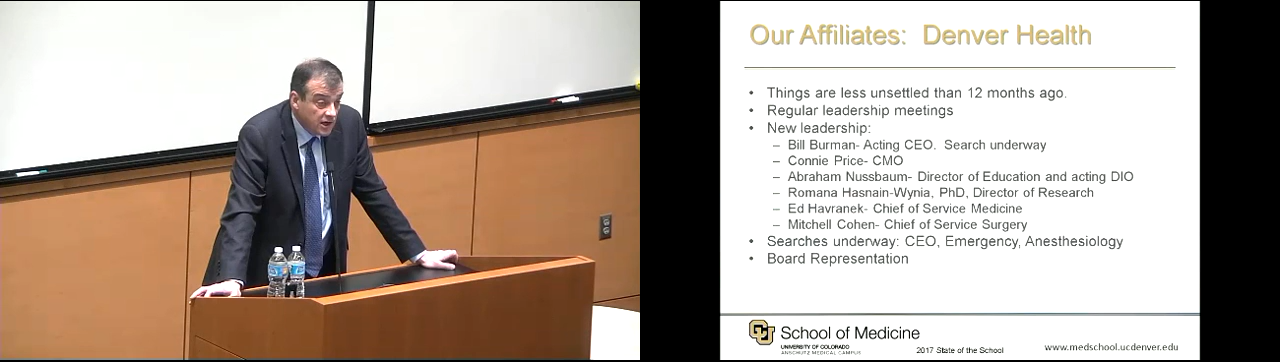 Our Affiliates: Denver Health
• Things are less unsettled than 12 months ago.
• Regular leadership meetings
• New leadership:
– Bill Burman- Acting CEO. Search underway
– Connie Price- CMO
– Abraham Nussbaum- Director of Education and acting DIO
– Romana Hasnain-Wynia, PhD, Director of Research
– Ed Havranek- Chief of Service Medicine
– Mitchell Cohen- Chief of Service Surgery
• Searches underway: CEO, Emergency, Anesthesiology
• Board Representation
CU School of Medicine
UNIVERSITY OF COLORADO
ANSCHUTZ MEDICAL CAMPUS
2017 State of the School
www.medschool.ucdenver.edu